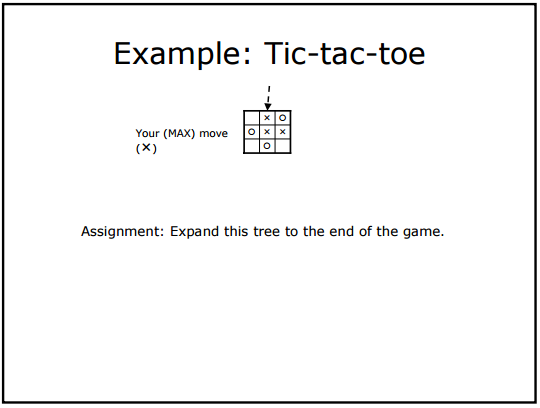 Example: Tic-tac-toe
× O
Your (MAX) move
(×)
O × ×
O
Assignment: Expand this tree to the end of the game.